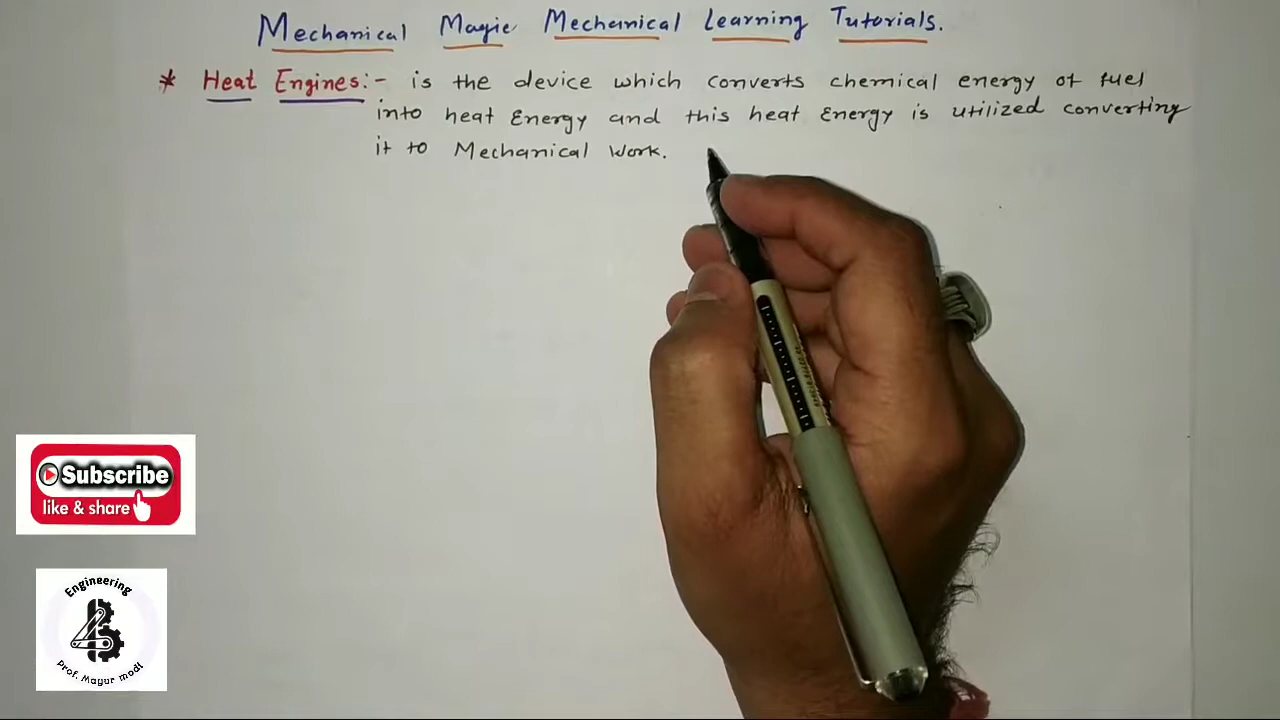 Mechanical Magic Mechanical Learning Tutorials.
* Heat Engines:- is the device which converts chemical energy of fuel
into heat Energy and this heat Energy is utilized converting
it to Mechanical Work.
Subscribe
like & share
Engineering
Prof. Mayur modi